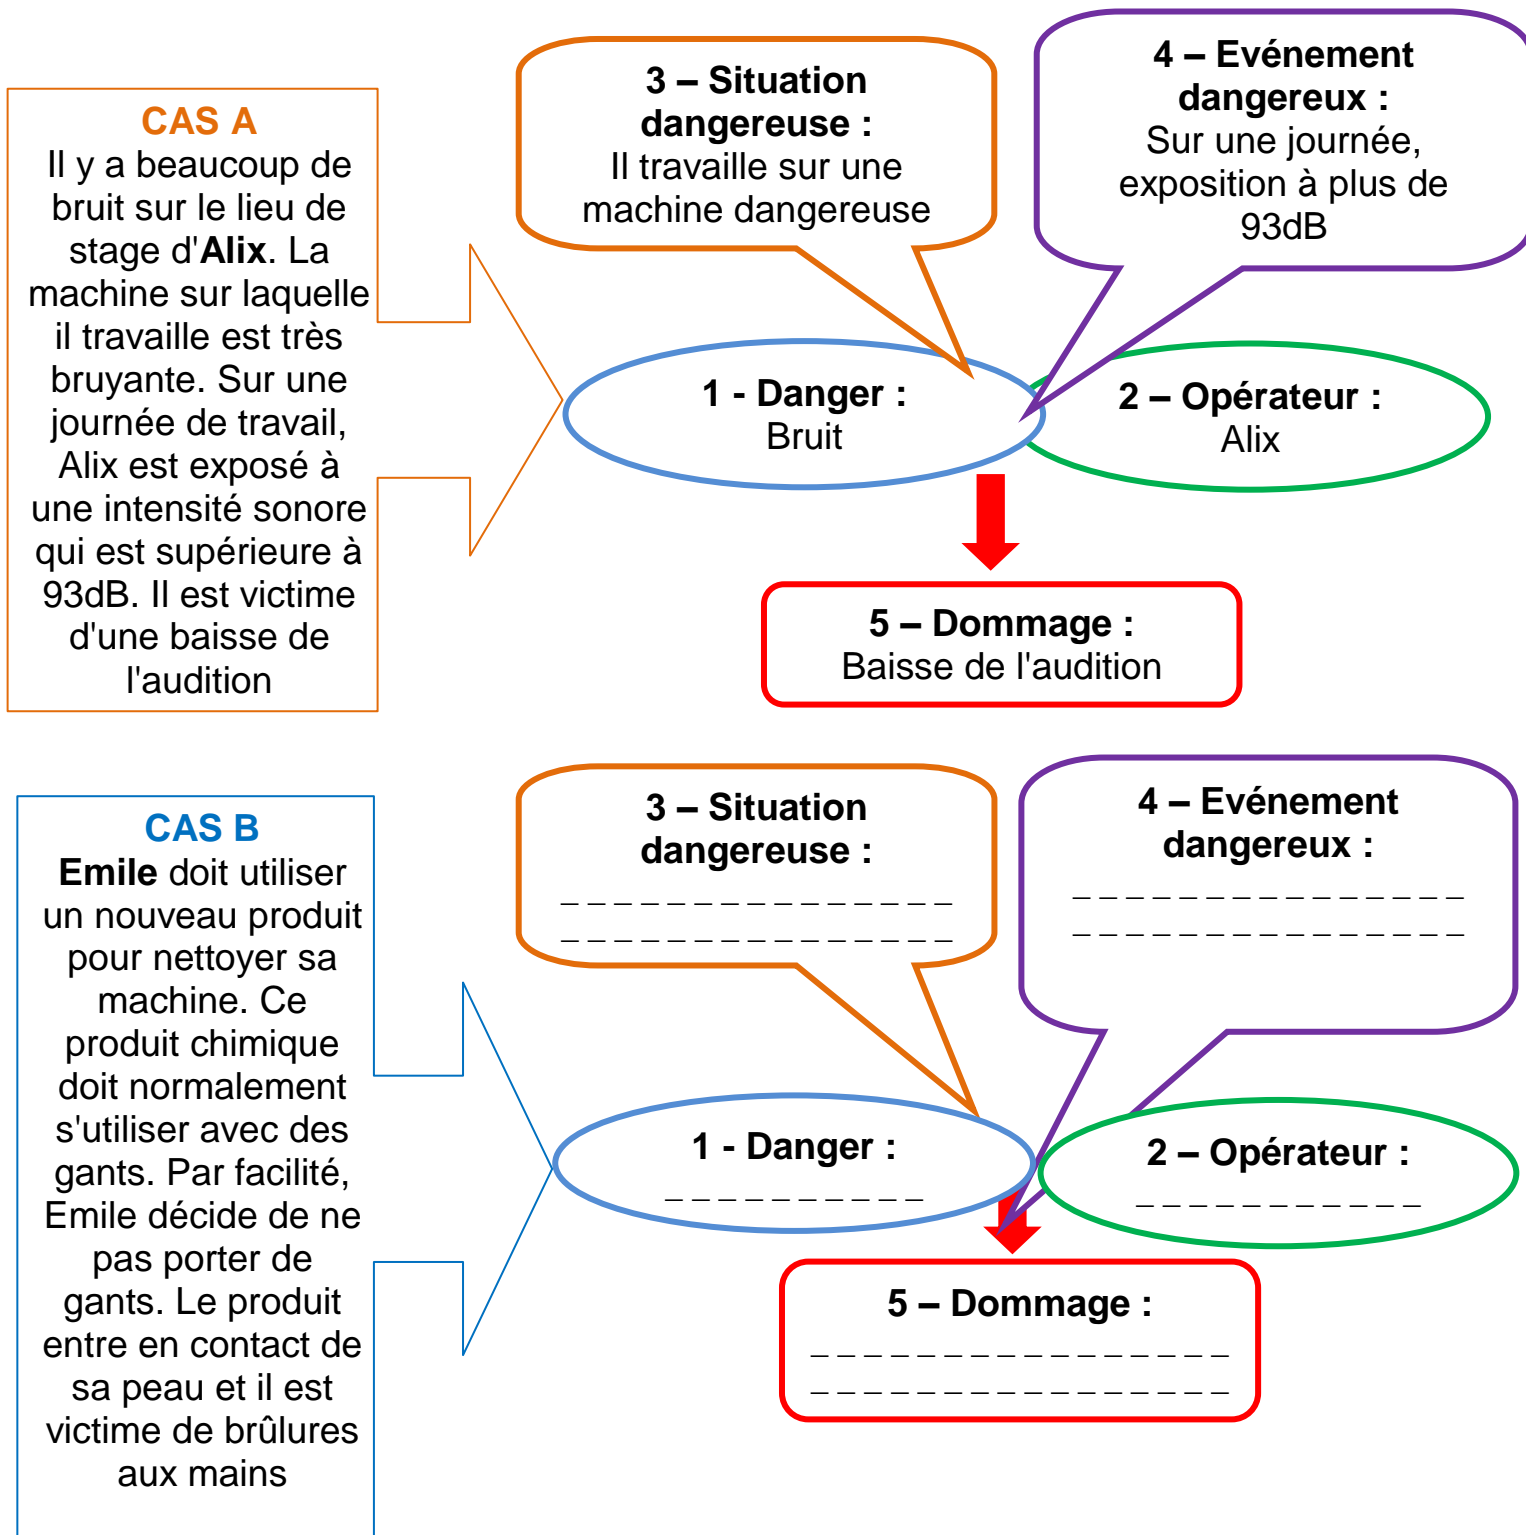 CAS A
Il y a beaucoup de
bruit sur le lieu de
stage d'Alix. La
machine sur laquelle
il travaille est très
bruyante. Sur une
journée de travail,
Alix est exposé à
une intensité sonore
qui est supérieure à
93dB. Il est victime
d'une baisse de
l'audition
3 – Situation
dangereuse :
Il travaille sur une
machine dangereuse
4 – Evénement
dangereux :
Sur une journée,
exposition à plus de
93dB
1 - Danger :
Bruit
2 – Opérateur :
Alix
5 – Dommage :
Baisse de l'audition
CAS B
Emile doit utiliser
un nouveau produit
pour nettoyer sa
machine. Ce
produit chimique
doit normalement
s'utiliser avec des
gants. Par facilité,
Emile décide de ne
pas porter de
gants. Le produit
entre en contact de
sa peau et il est
victime de brûlures
aux mains
3 – Situation
dangereuse :
_ _ _ _ _ _ _ _ _ _ _ _ _ _ _
_ _ _ _ _ _ _ _ _ _ _ _ _ _ _
4 – Evénement
dangereux :
_ _ _ _ _ _ _ _ _ _ _ _ _ _ _
_ _ _ _ _ _ _ _ _ _ _ _ _ _ _
1 - Danger :
_ _ _ _ _ _ _ _ _ _
2 – Opérateur :
_ _ _ _ _ _ _ _ _ _ _
5 – Dommage :
_ _ _ _ _ _ _ _ _ _ _ _ _ _ _ _
_ _ _ _ _ _ _ _ _ _ _ _ _ _ _ _